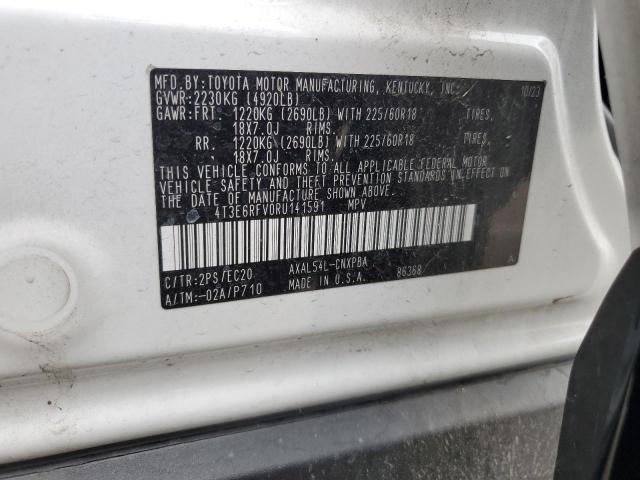 MFD.BY:TOYOTA MOTOR MANUFACTURING, KENTUCKY, INC. 10/23
GVWR:2230KG (4920LB)
GAWR:FRT. 1220KG (2690LB) WITH 225/60R18 TIRES,
18X7.0J RIMS.
RR. 1220KG (2690LB) WITH 225/60R18 TIRES,
18X7.0J RIMS.
THIS VEHICLE CONFORMS TO ALL APPLICABLE FEDERAL MOTOR
VEHICLE SAFETY AND THEFT PREVENTION STANDARDS IN EFFECT ON
THE DATE OF MANUFACTURE SHOWN ABOVE.
4T3E6RFV0RU141591 MPV
C/TR:2PS/EC20 AXAL54L-CNXPBA A
A/TM:-02A/P710 MADE IN U.S.A. 86368